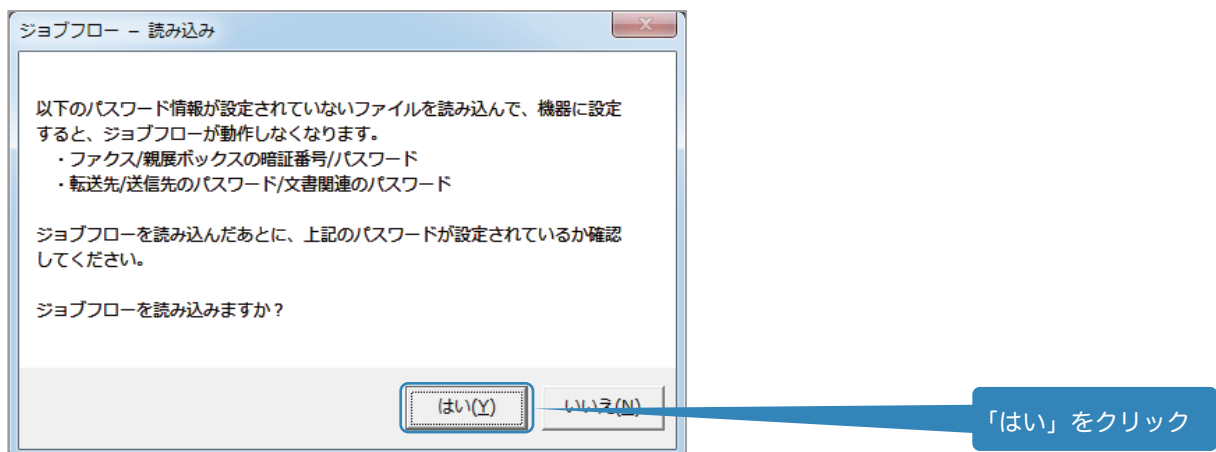 ジョブフロー － 読み込み
以下のパスワード情報が設定されていないファイルを読み込んで、機器に設定
すると、ジョブフローが動作しなくなります。
・ファクス/親展ボックスの暗証番号/パスワード
・転送先/送信先のパスワード/文書関連のパスワード
ジョブフローを読み込んだあとに、上記のパスワードが設定されているか確認
してください。
ジョブフローを読み込みますか？
はい(Y)
いいえ(N)
「はい」をクリック